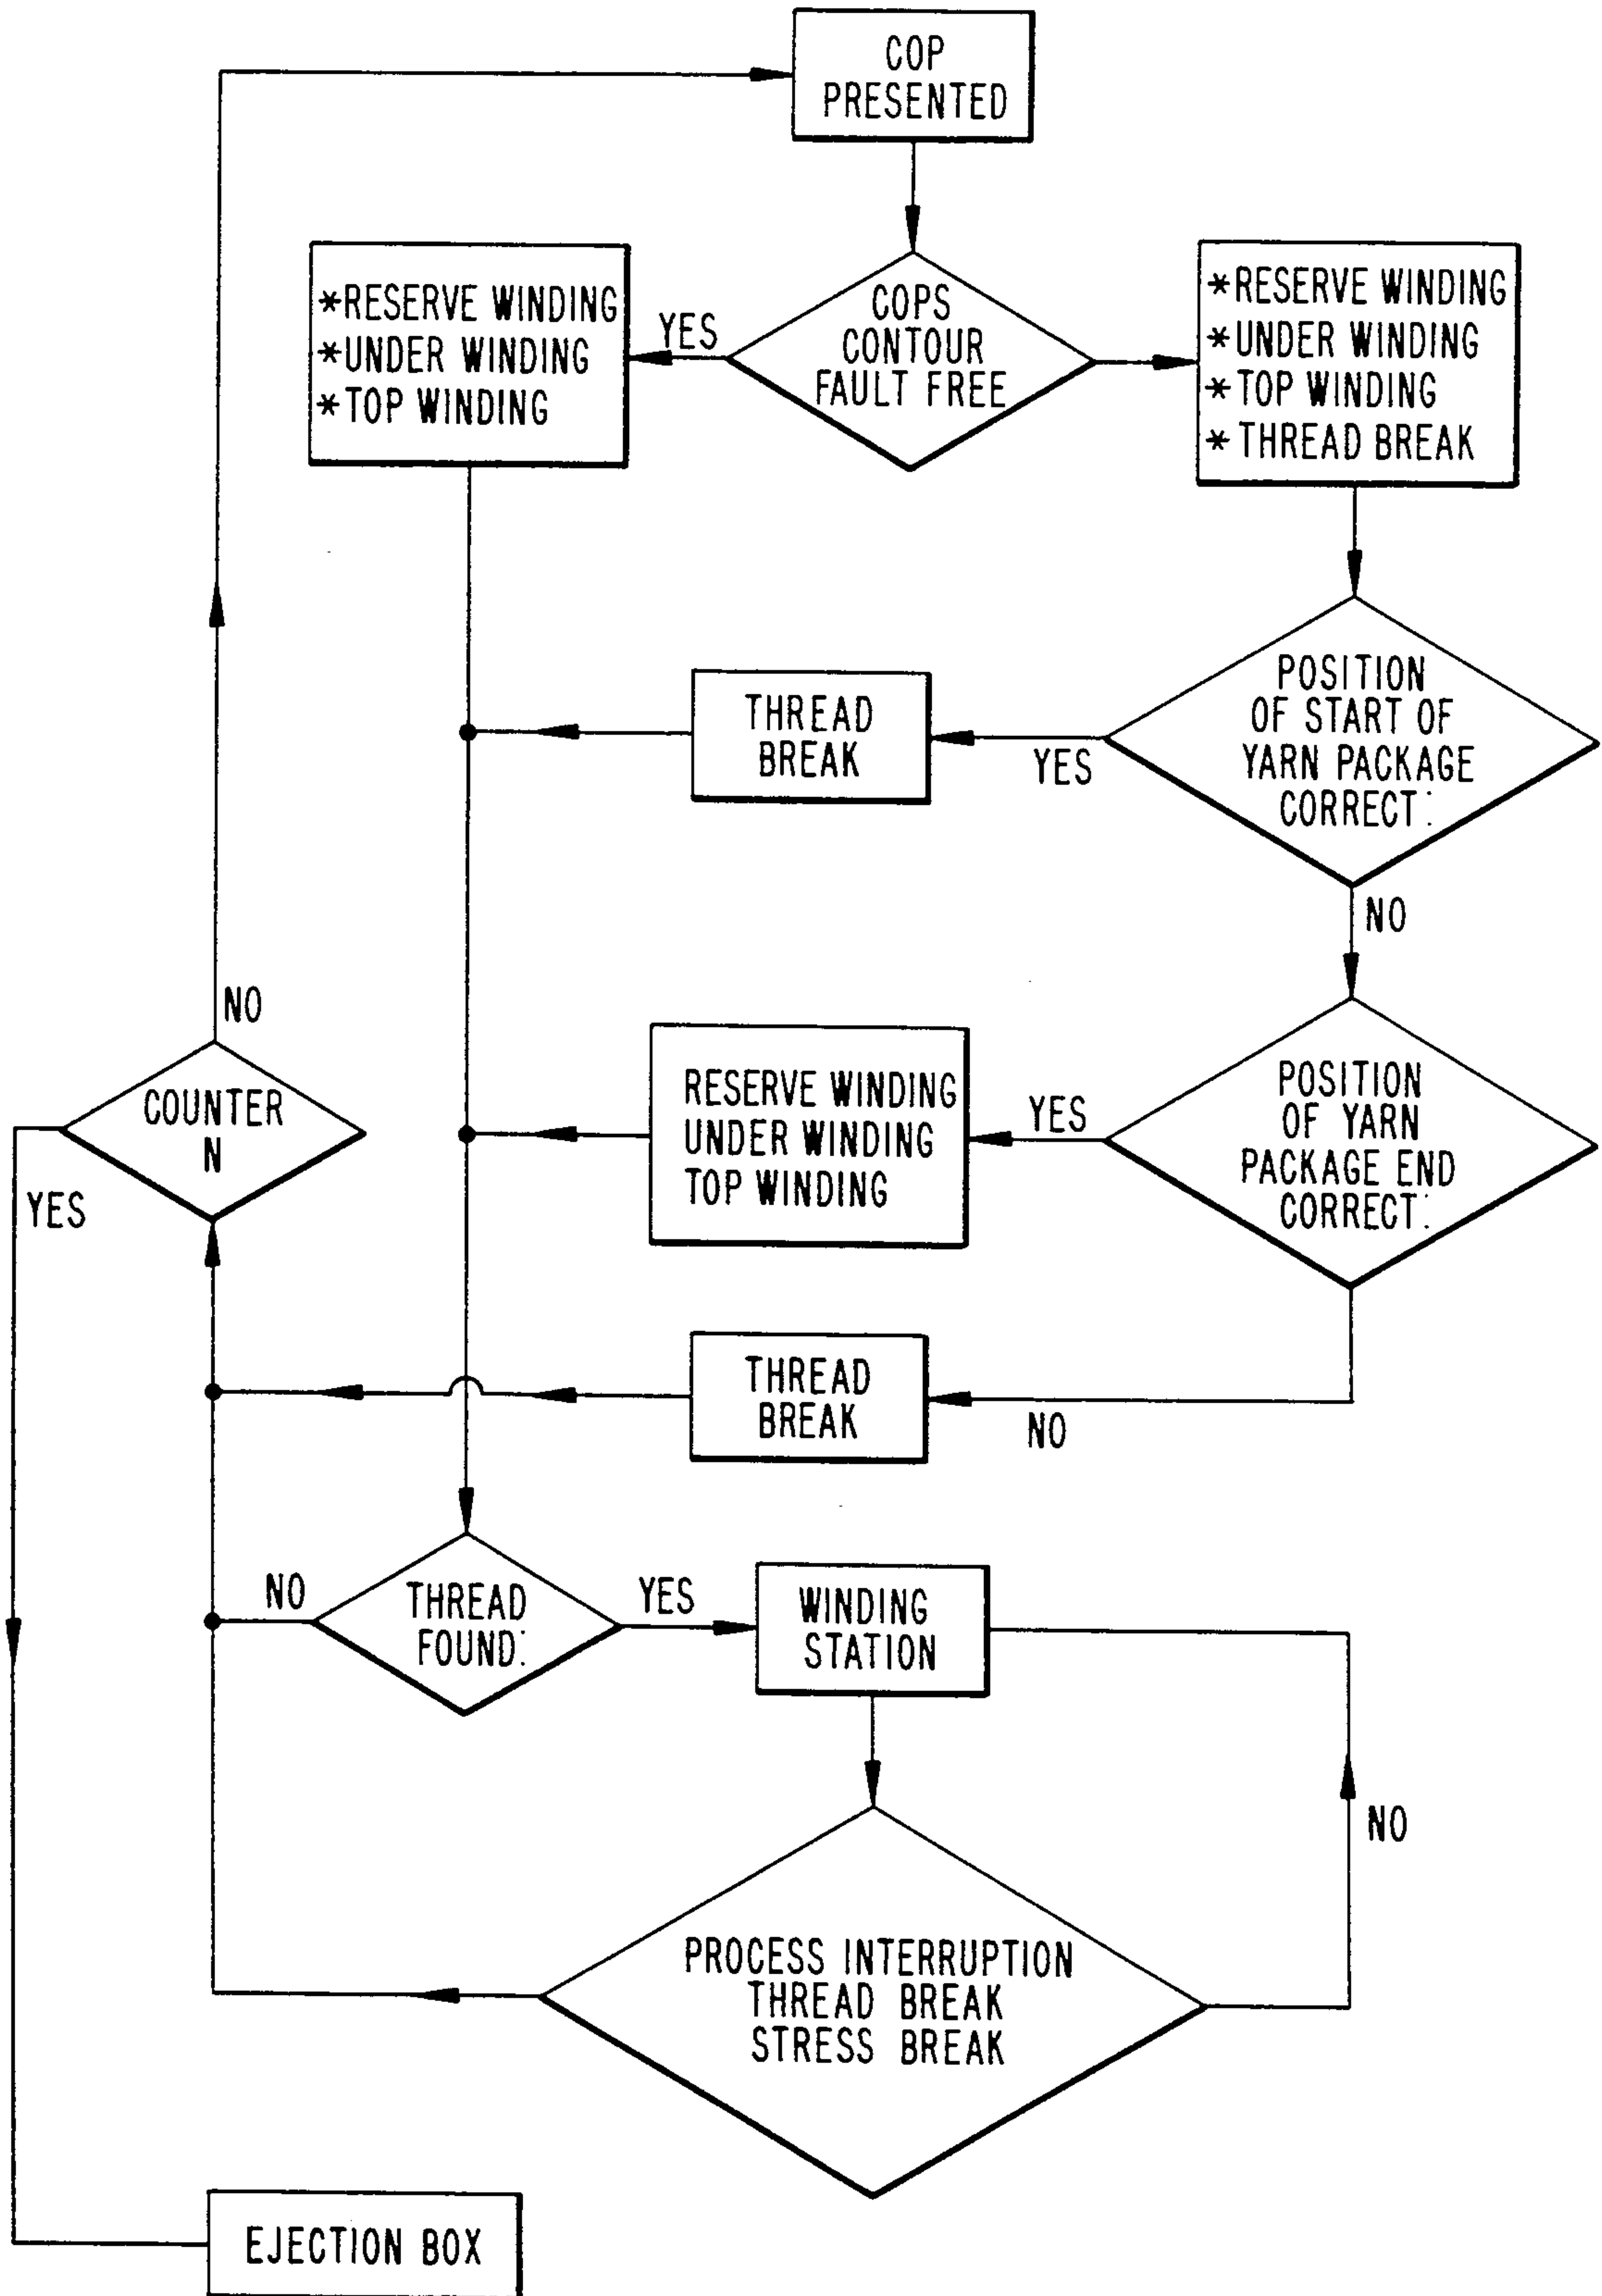 COP
PRESENTED
*RESERVE WINDING
*UNDER WINDING
*TOP WINDING
YES
COPS
CONTOUR
FAULT FREE
*RESERVE WINDING
*UNDER WINDING
*TOP WINDING
*THREAD BREAK
THREAD
BREAK
YES
POSITION
OF START OF
YARN PACKAGE
CORRECT:
NO
NO
COUNTER
N
YES
RESERVE WINDING
UNDER WINDING
TOP WINDING
YES
POSITION
OF YARN
PACKAGE END
CORRECT:
THREAD
BREAK
NO
NO
THREAD
FOUND:
YES
WINDING
STATION
NO
PROCESS INTERRUPTION
THREAD BREAK
STRESS BREAK
EJECTION BOX